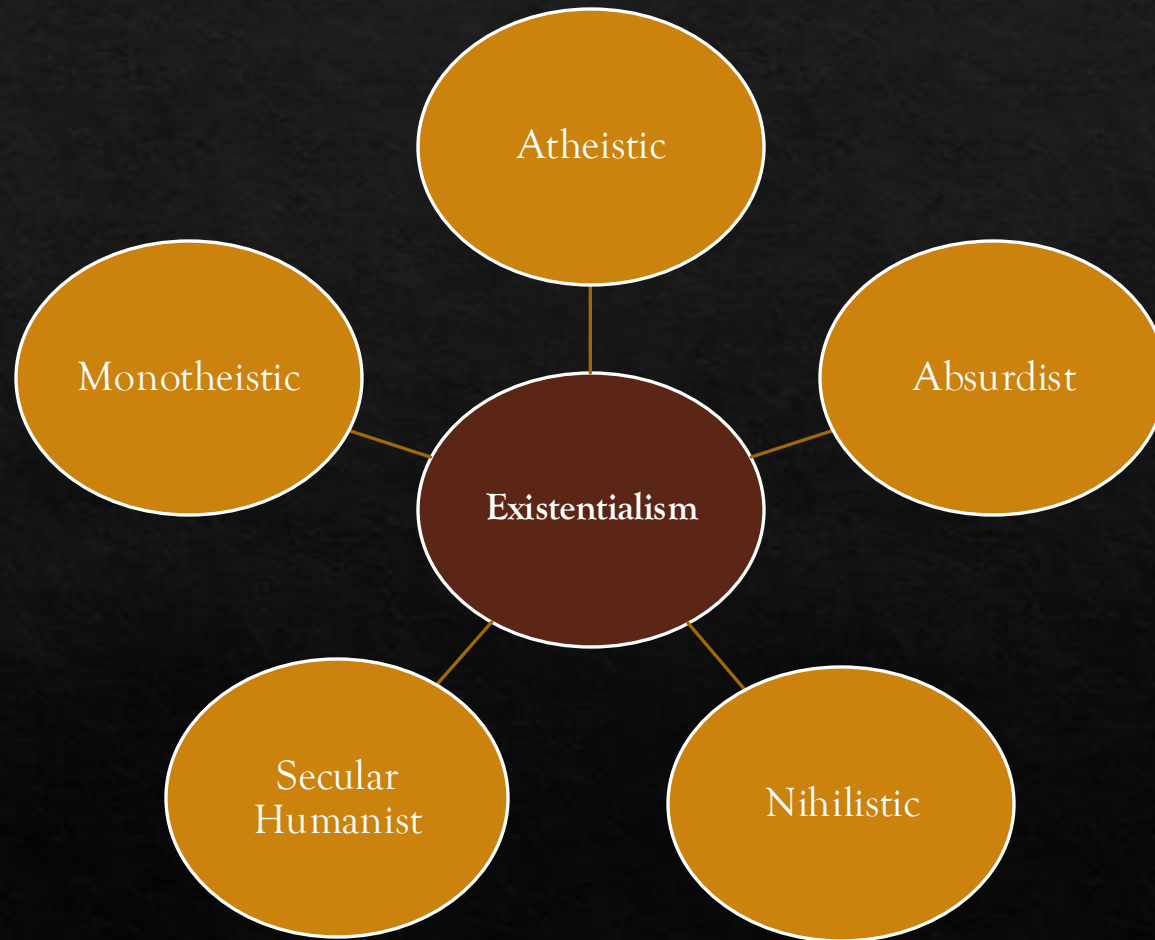 Atheistic
Monotheistic
Absurdist
Existentialism
Secular
Humanist
Nihilistic